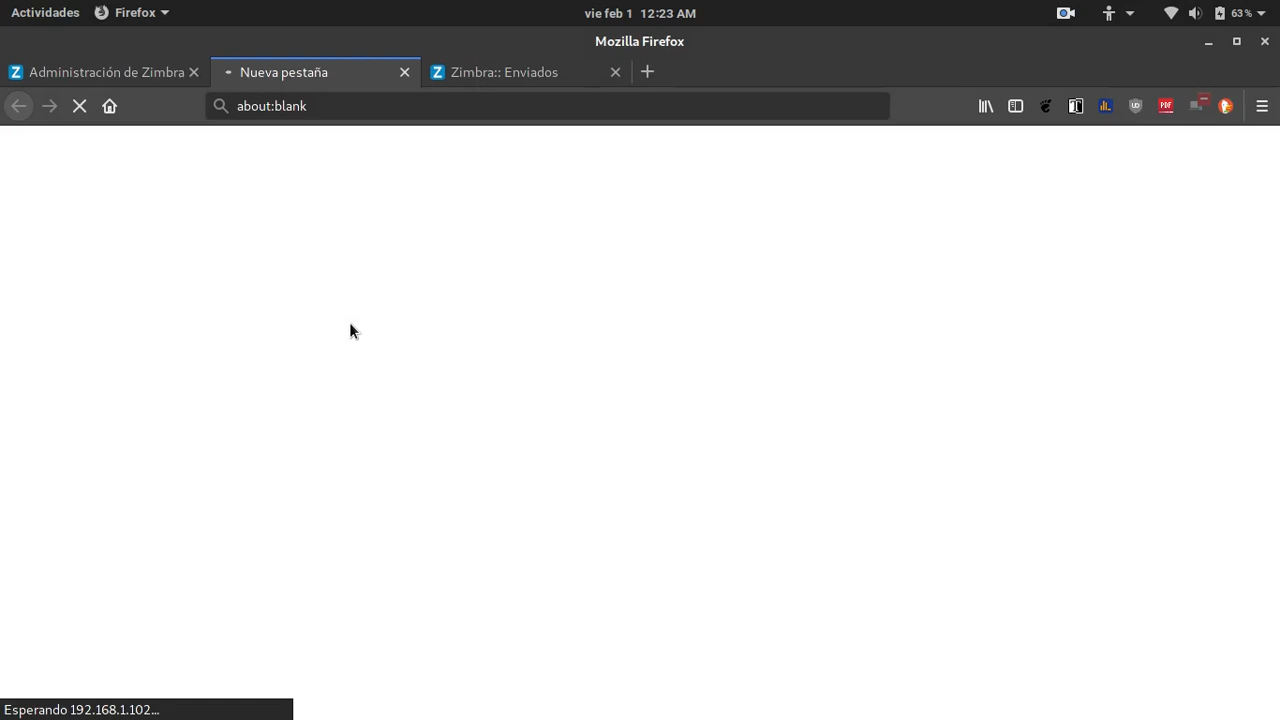 Actividades Firefox vie feb 1 12:23 AM 63%
Mozilla Firefox
Administración de Zimbra Nueva pestaña Zimbra:: Enviados
about:blank
Esperando 192.168.1.102...